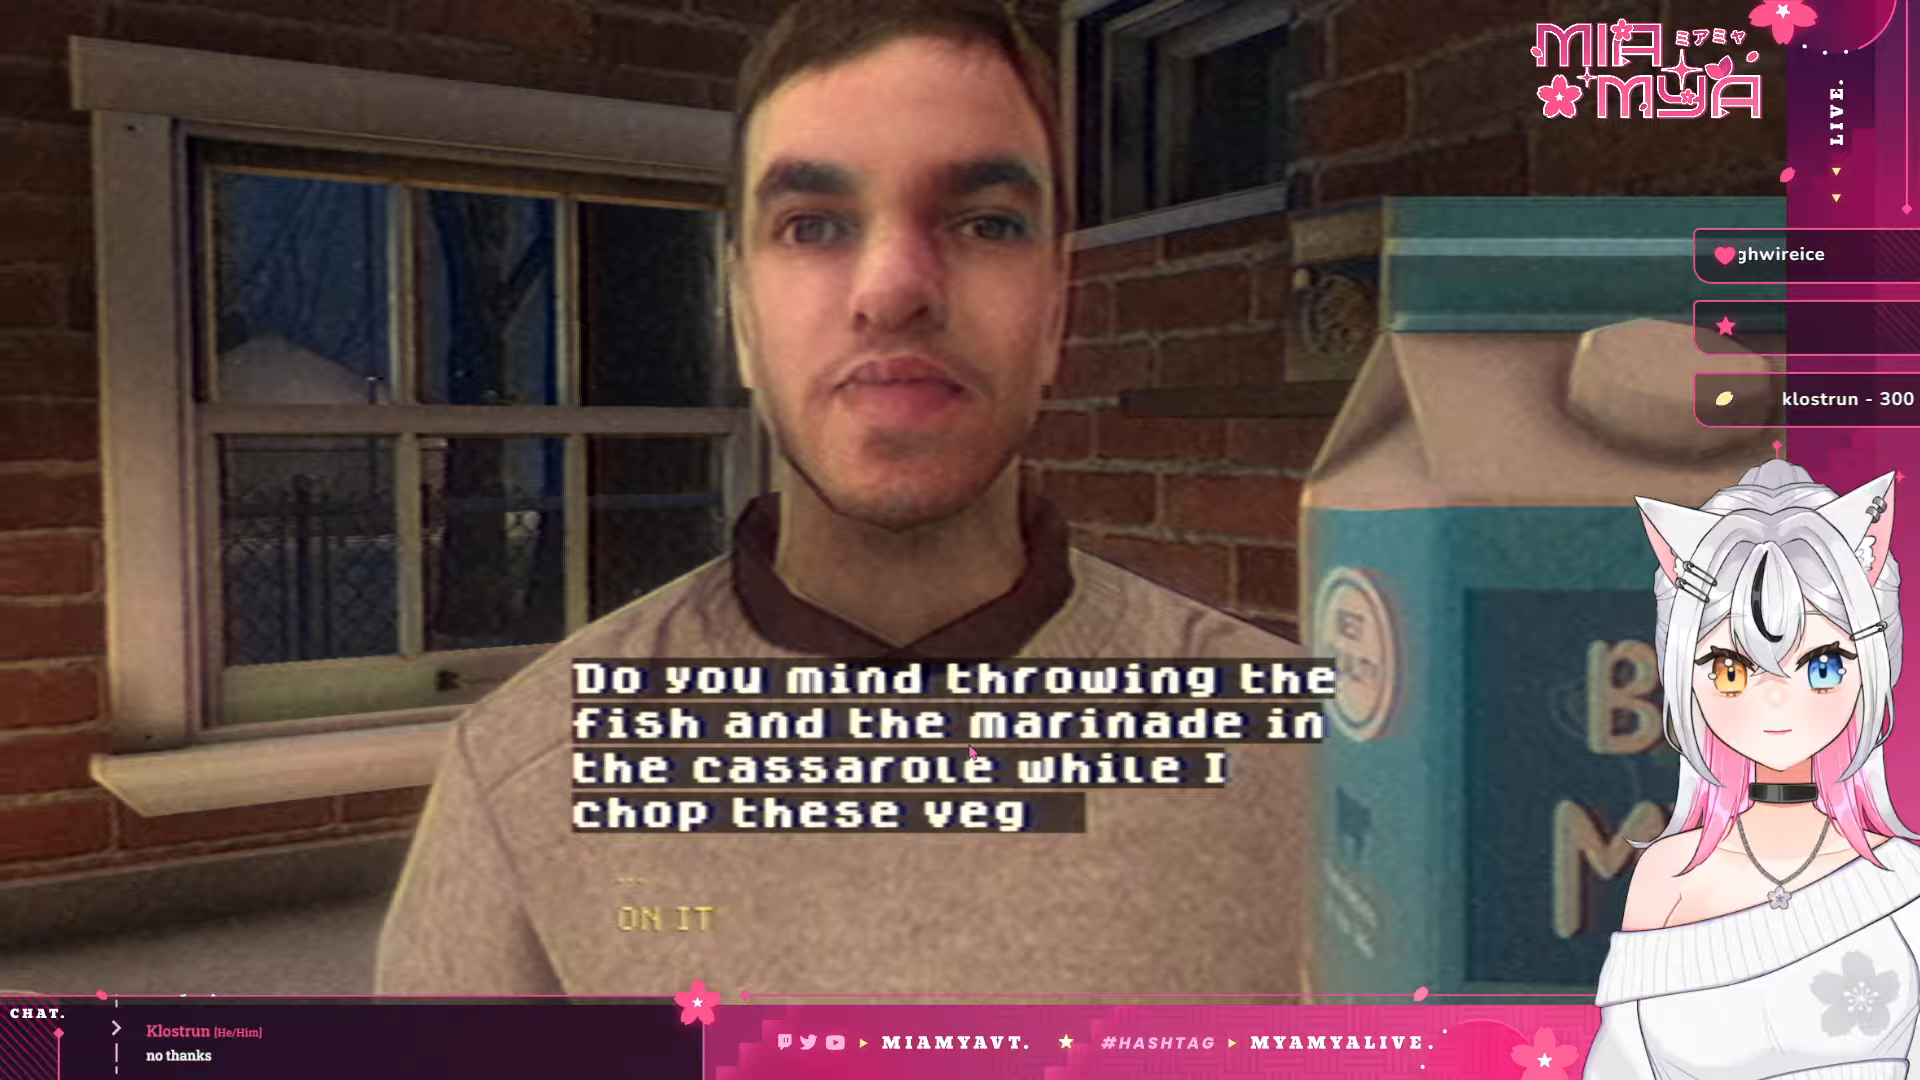 MIA ミアミヤ
MYA
LIVE.
ghwireice
klostrun - 300
Do you mind throwing the
fish and the marinade in
the cassarole while I
chop these veg
...
ON IT
B
M
CHAT.
Klostrun [He/Him]
no thanks
MIAMYAVT.
#HASHTAG
MYAMYALIVE.